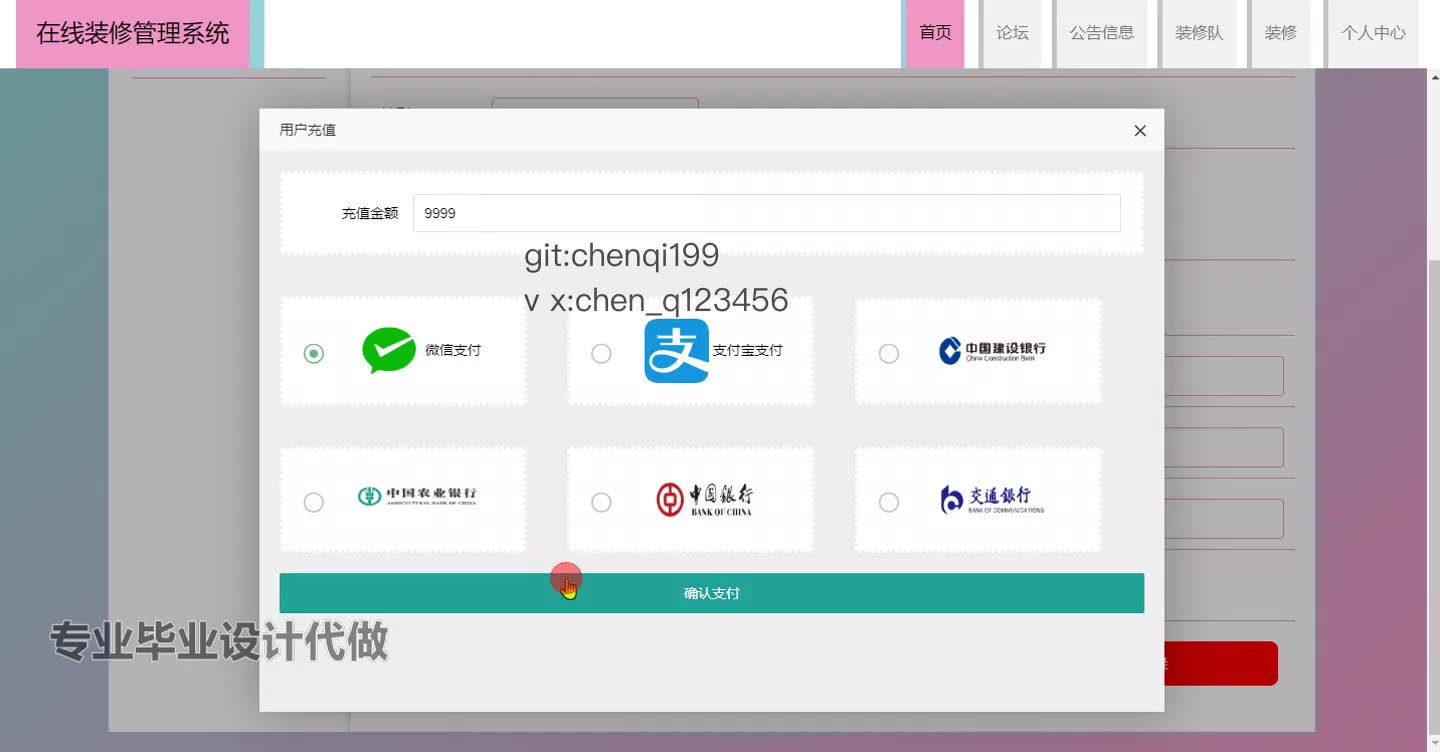 在线装修管理系统
首页
论坛
公告信息
装修队
装修
个人中心
用户充值
充值金额
9999
git:chenqi199
v x:chen_q123456
微信支付
支
支付宝支付
中国建设银行
China Construction Bank
中国农业银行
AGRICULTURAL BANK OF CHINA
中国銀行
BANK OF CHINA
交通銀行
BANK OF COMMUNICATIONS
确认支付
专业毕业设计代做